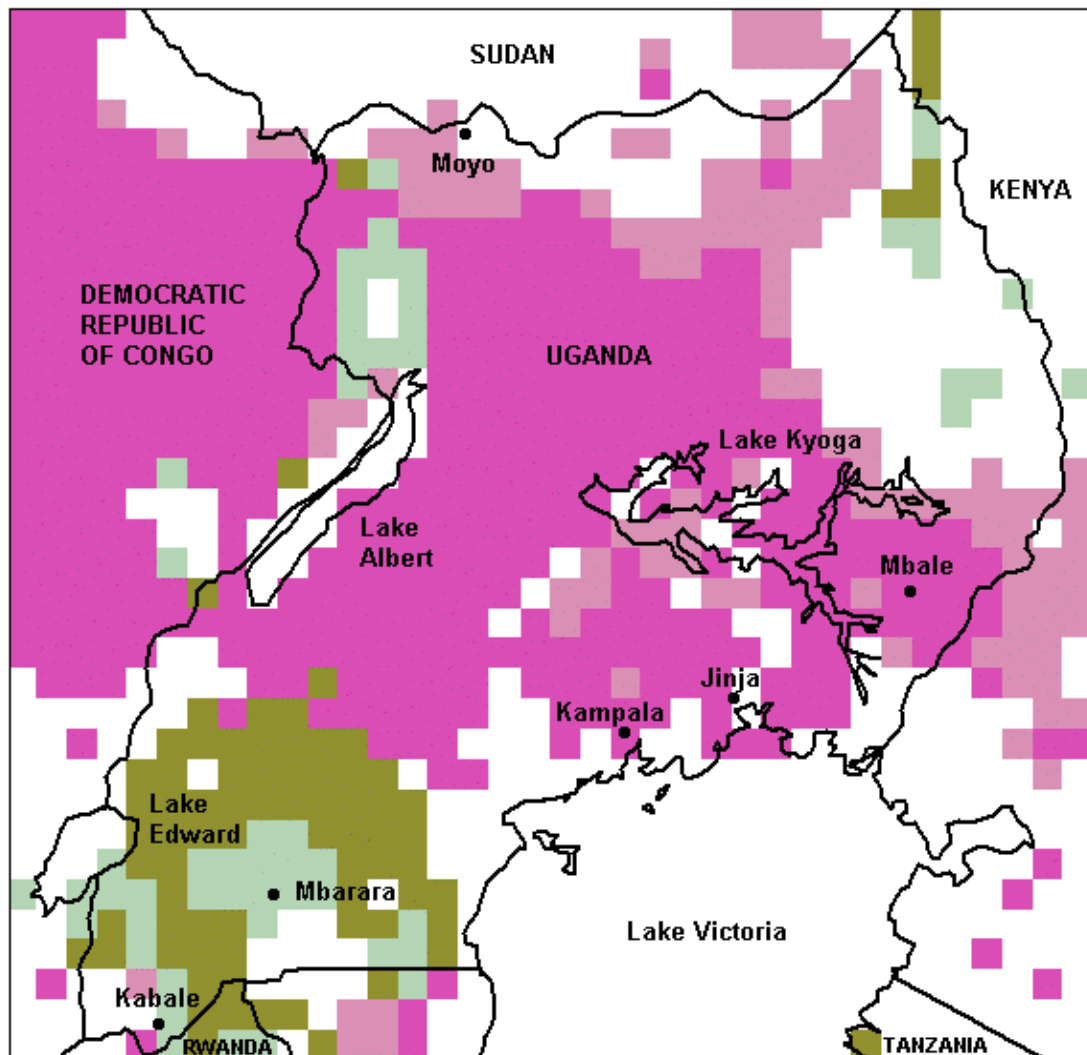 SUDAN
Moyo
KENYA
DEMOCRATIC
REPUBLIC
OF CONGO
UGANDA
Lake Kyoga
Lake
Albert
Mbale
Jinja
Kampala
Lake
Edward
Mbarara
Lake Victoria
Kabale
RWANDA
TANZANIA